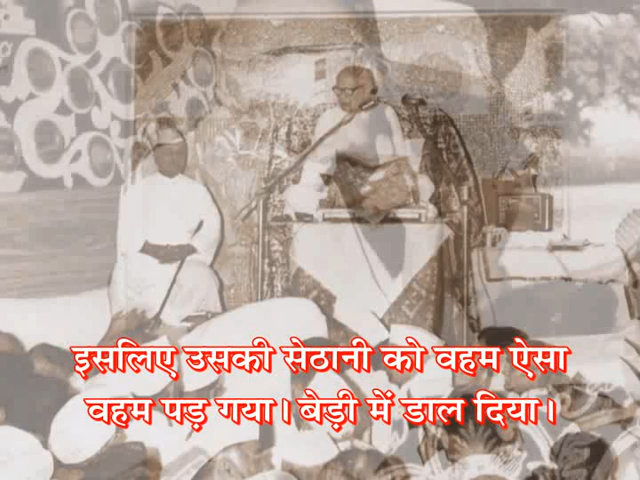 इसलिए उसकी सेठानी को वहम ऐसा
वहम पड़ गया। बेड़ी में डाल दिया।